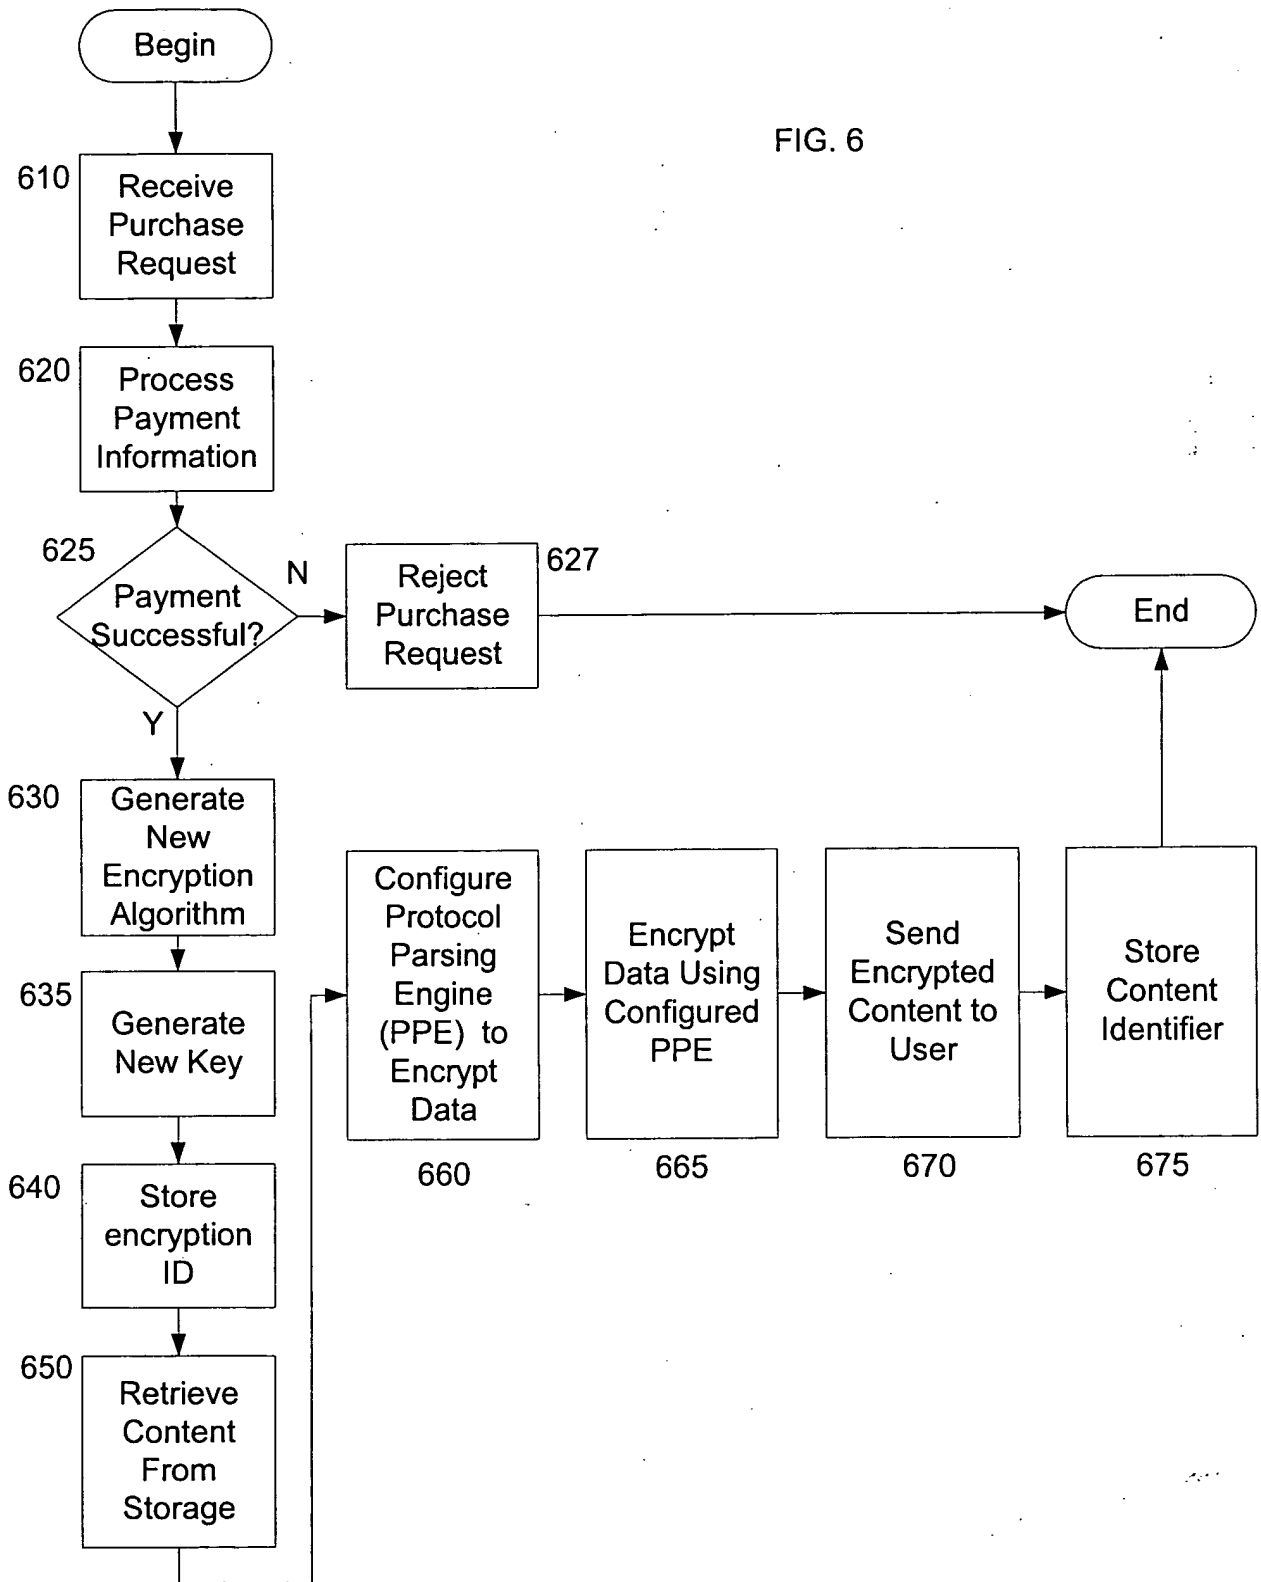 Begin
FIG. 6
610
Receive
Purchase
Request
620
Process
Payment
Information
625
Payment
Successful?
N
Reject
Purchase
Request
627
End
Y
630
Generate
New
Encryption
Algorithm
635
Generate
New Key
640
Store
encryption
ID
650
Retrieve
Content
From
Storage
Configure
Protocol
Parsing
Engine
(PPE) to
Encrypt
Data
660
Encrypt
Data Using
Configured
PPE
665
Send
Encrypted
Content to
User
670
Store
Content
Identifier
675